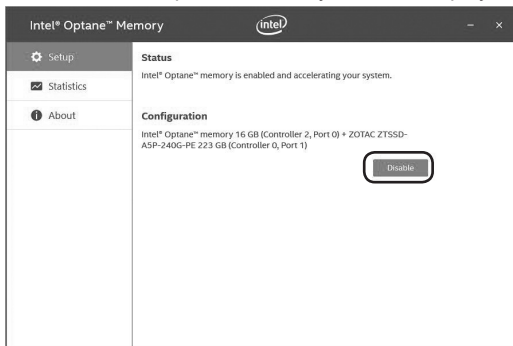 Intel® Optane™ Memory
intel
Setup
Statistics
About
Status
Intel® Optane™ memory is enabled and accelerating your system.
Configuration
Intel® Optane™ memory 16 GB (Controller 2, Port 0) + ZOTAC ZTSSD-
A5P-240G-PE 223 GB (Controller 0, Port 1)
Disable